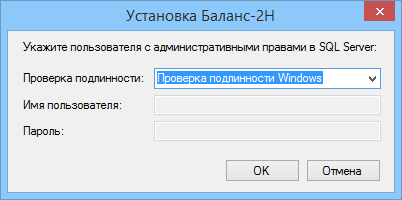 Установка Баланс-2Н
Укажите пользователя с административными правами в SQL Server:
Проверка подлинности: Проверка подлинности Windows
Имя пользователя:
Пароль:
OK Отмена